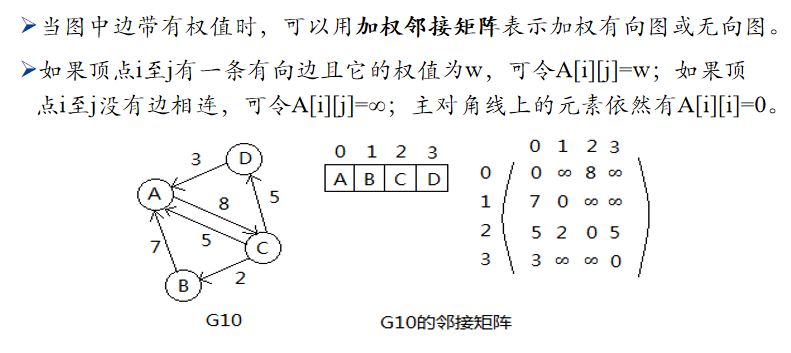 ➢当图中边带有权值时，可以用加权邻接矩阵表示加权有向图或无向图。
➢如果顶点i至j有一条有向边且它的权值为w，可令A[i][j]=w；如果顶
点i至j没有边相连，可令A[i][j]=∞；主对角线上的元素依然有A[i][i]=0。
D
3
A
8
5
5
7
C
2
B
G10
0 1 2 3
A B C D
0 1 2 3
0 0 ∞ 8 ∞
1 7 0 ∞ ∞
2 5 2 0 5
3 3 ∞ ∞ 0
G10的邻接矩阵